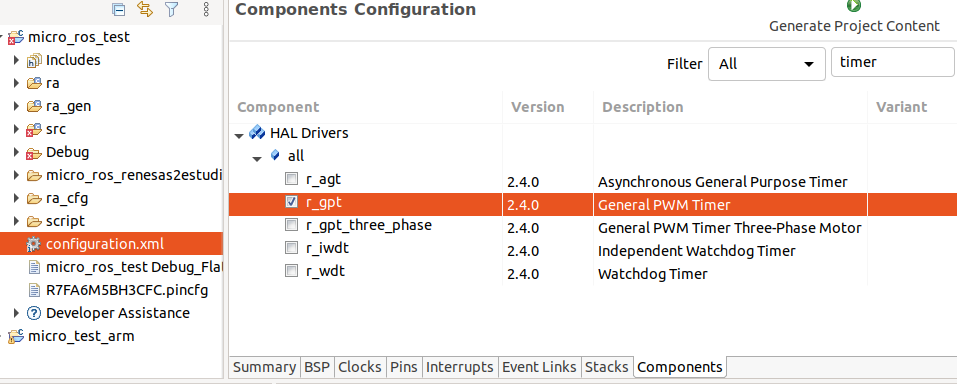 micro_ros_test
Includes
ra
ra_gen
src
Debug
micro_ros_renesas2estudi
ra_cfg
script
configuration.xml
micro_ros_test Debug_Flat
R7FA6M5BH3CFC.pincfg
Developer Assistance
micro_test_arm
Components Configuration
Generate Project Content
Filter All timer
Component Version Description Variant
HAL Drivers
all
r_agt 2.4.0 Asynchronous General Purpose Timer
r_gpt 2.4.0 General PWM Timer
r_gpt_three_phase 2.4.0 General PWM Timer Three-Phase Motor
r_iwdt 2.4.0 Independent Watchdog Timer
r_wdt 2.4.0 Watchdog Timer
Summary BSP Clocks Pins Interrupts Event Links Stacks Components